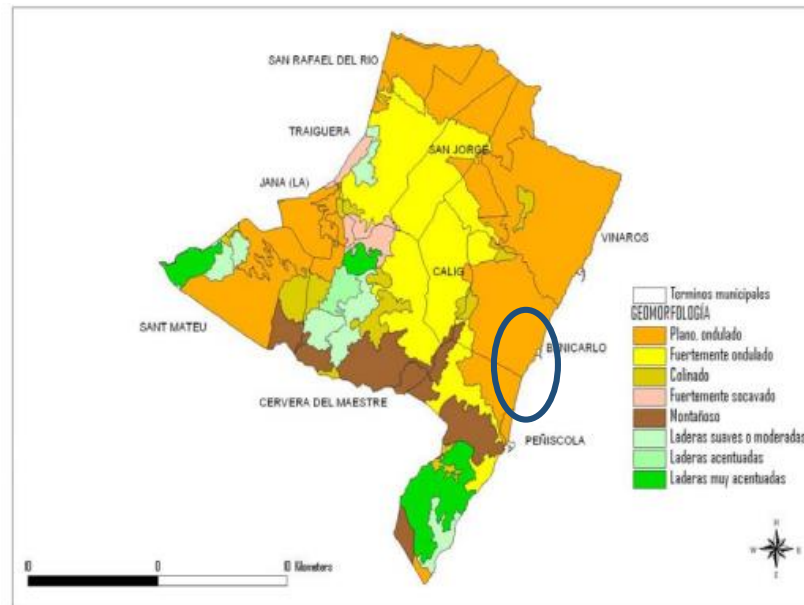 SAN RAFAEL DEL RIO
TRAIGUERA
SAN JORGE
JANA (LA)
VINAROS
CALIG
SANT MATEU
BENICARLO
CERVERA DEL MAESTRE
PEÑISCOLA
Terminos municipales
GEOMORFOLOGÍA
Plano, ondulado
Fuertemente ondulado
Colinado
Fuertemente socavado
Montañoso
Laderas suaves o moderadas
Laderas acentuadas
Laderas muy acentuadas
N
W E
S
0 Kilometers